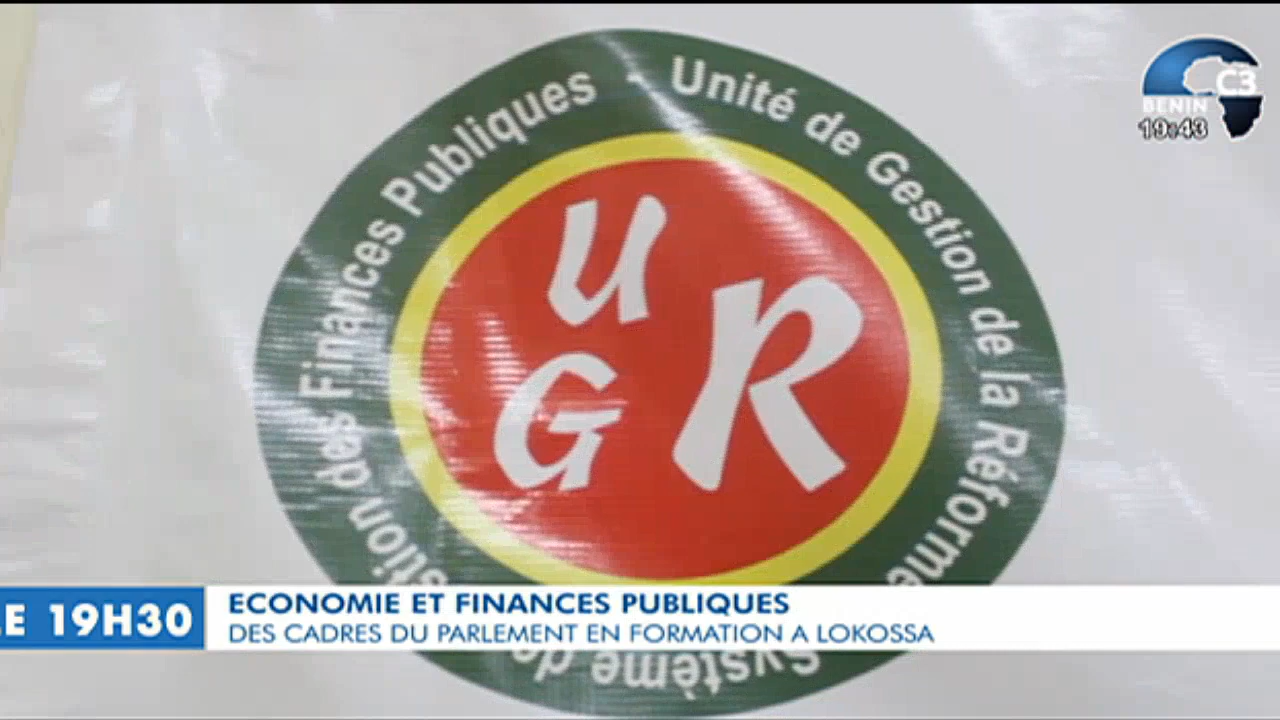 C3
BENIN
19:43
Unité de Gestion de la Réforme
Système de
des Finances Publiques -
U
G R
LE 19H30
ECONOMIE ET FINANCES PUBLIQUES
DES CADRES DU PARLEMENT EN FORMATION A LOKOSSA